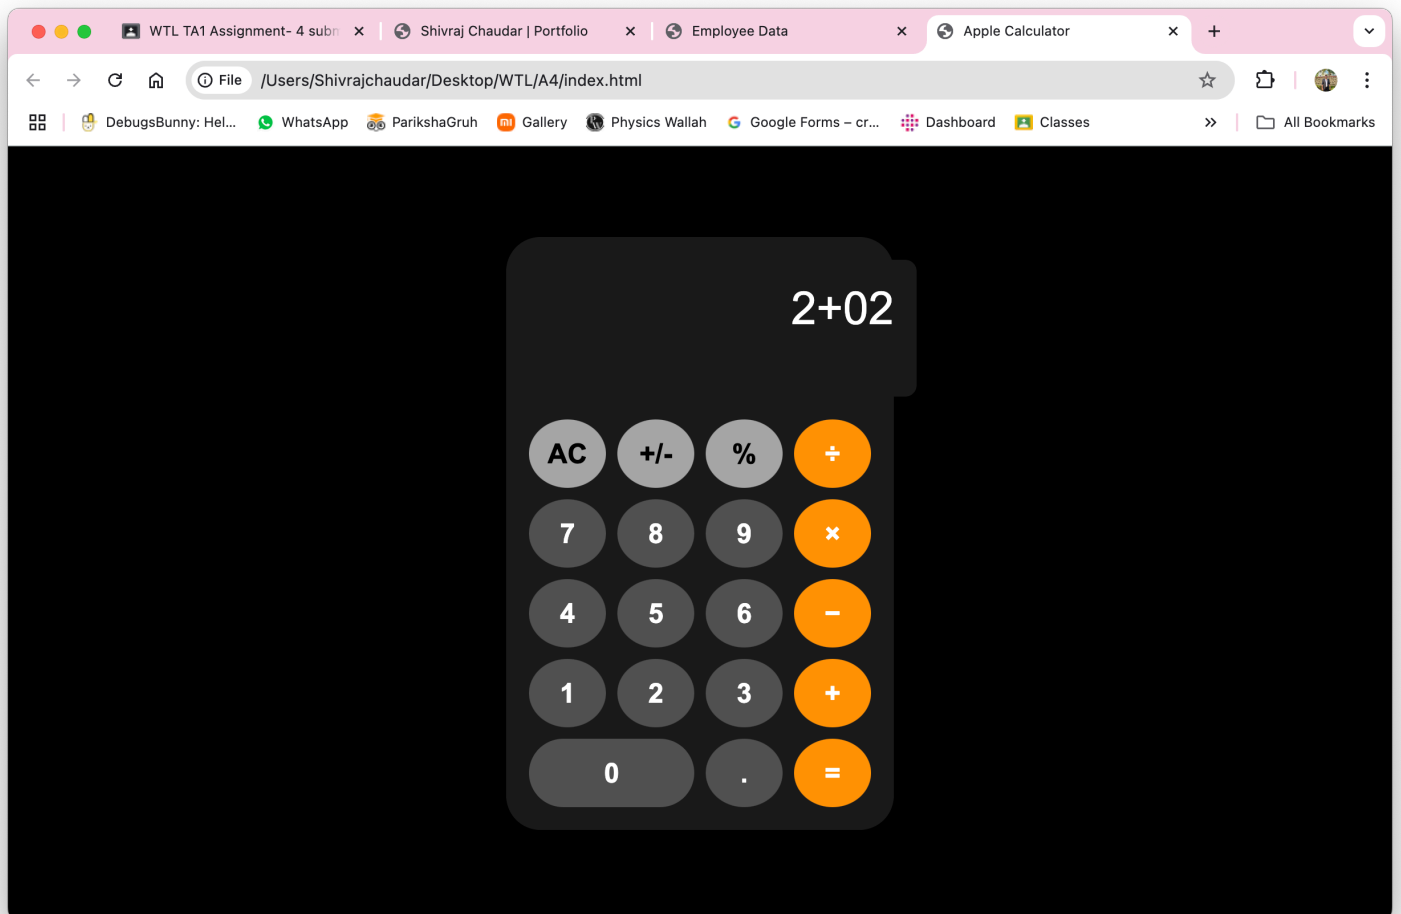 WTL TA1 Assignment- 4 subn
Shivraj Chaudar | Portfolio
Employee Data
Apple Calculator
File
/Users/Shivrajchaudar/Desktop/WTL/A4/index.html
DebugsBunny: Hel...
WhatsApp
ParikshaGruh
Gallery
Physics Wallah
Google Forms – cr...
Dashboard
Classes
All Bookmarks
2+02
AC +/- % ÷
7 8 9 ×
4 5 6 −
1 2 3 +
0 . =